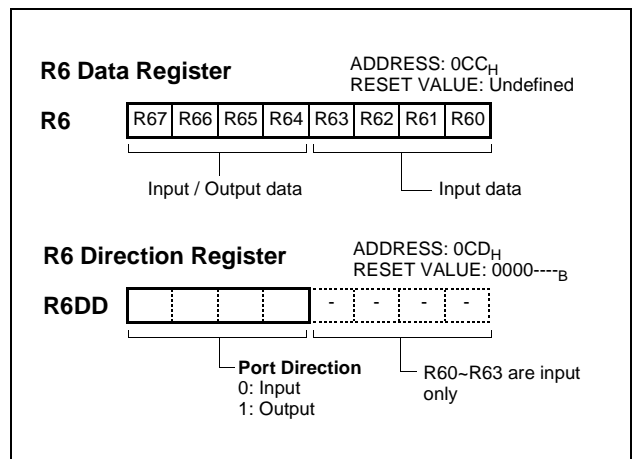 R6 Data Register
ADDRESS: 0CCH
RESET VALUE: Undefined
R6
R67 R66 R65 R64 R63 R62 R61 R60
Input / Output data
Input data
R6 Direction Register
ADDRESS: 0CDH
RESET VALUE: 0000----B
R6DD
- - - -
Port Direction
0: Input
1: Output
R60~R63 are input
only